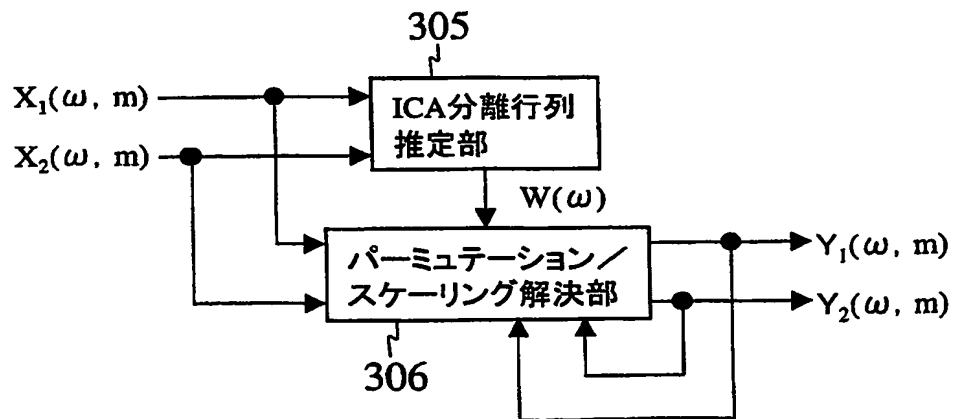 305
X₁(ω, m)
X₂(ω, m)
ICA分離行列
推定部
W(ω)
パーミュテーション／
スケーリング解決部
Y₁(ω, m)
Y₂(ω, m)
306